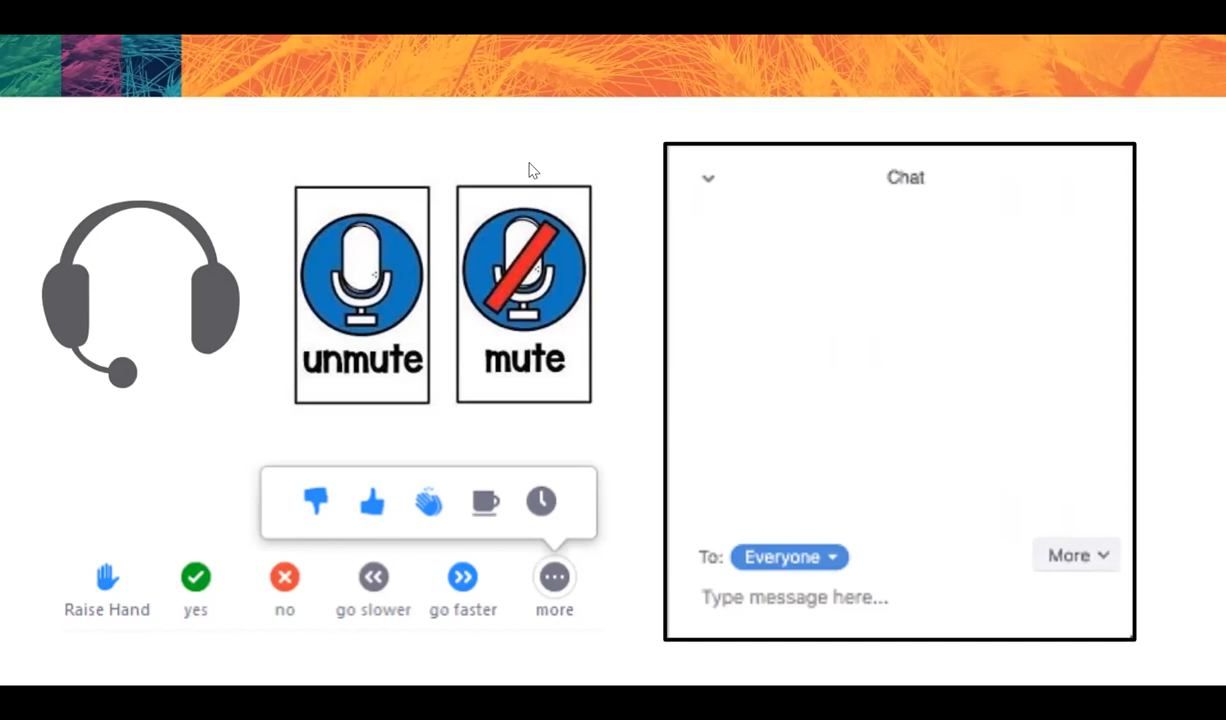 unmute
mute
Raise Hand
yes
no
go slower
go faster
more
Chat
To: Everyone
More
Type message here...